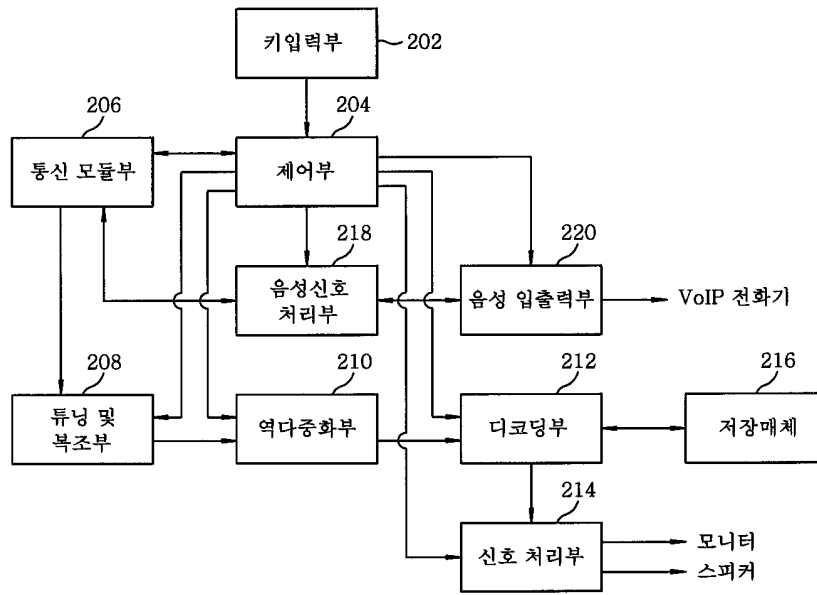 키입력부
202
206
204
통신 모듈부
제어부
218
220
음성신호
처리부
음성 입출력부
VoIP 전화기
208
210
212
216
튜닝 및
복조부
역다중화부
디코딩부
저장매체
214
신호 처리부
모니터
스피커